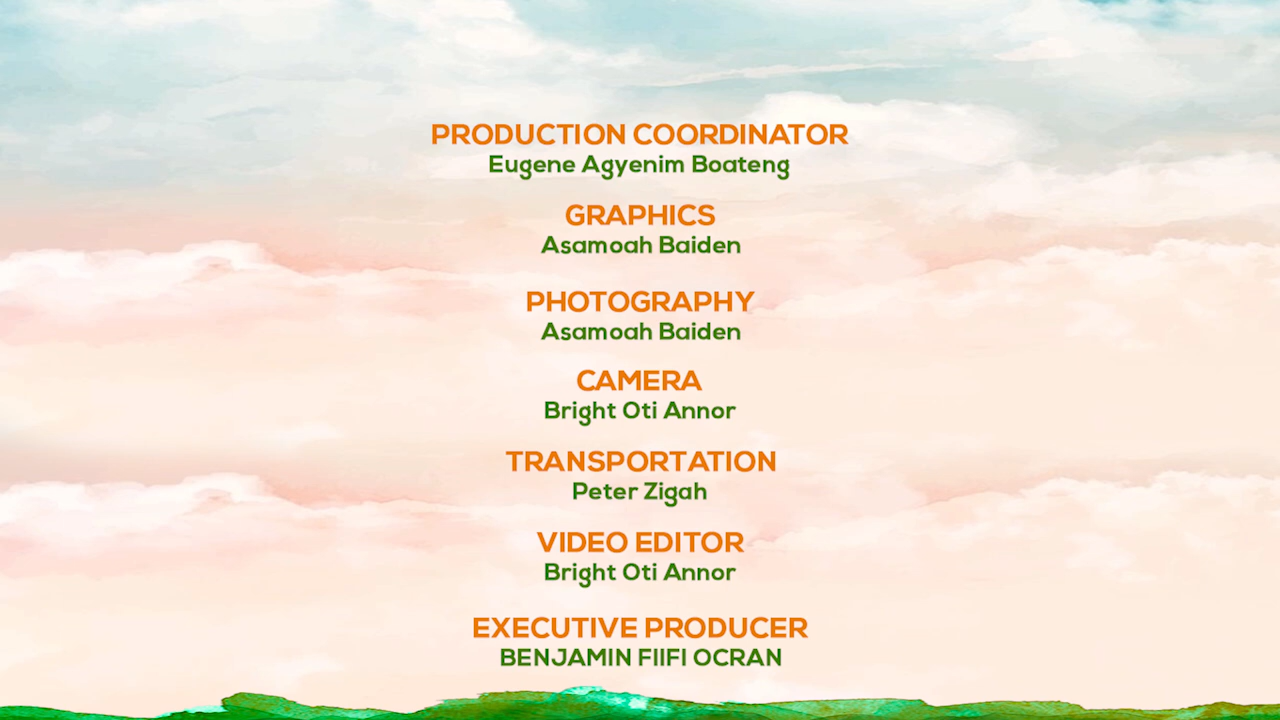 PRODUCTION COORDINATOR
Eugene Agyenim Boateng
GRAPHICS
Asamoah Baiden
PHOTOGRAPHY
Asamoah Baiden
CAMERA
Bright Oti Annor
TRANSPORTATION
Peter Zigah
VIDEO EDITOR
Bright Oti Annor
EXECUTIVE PRODUCER
BENJAMIN FIIFI OCRAN